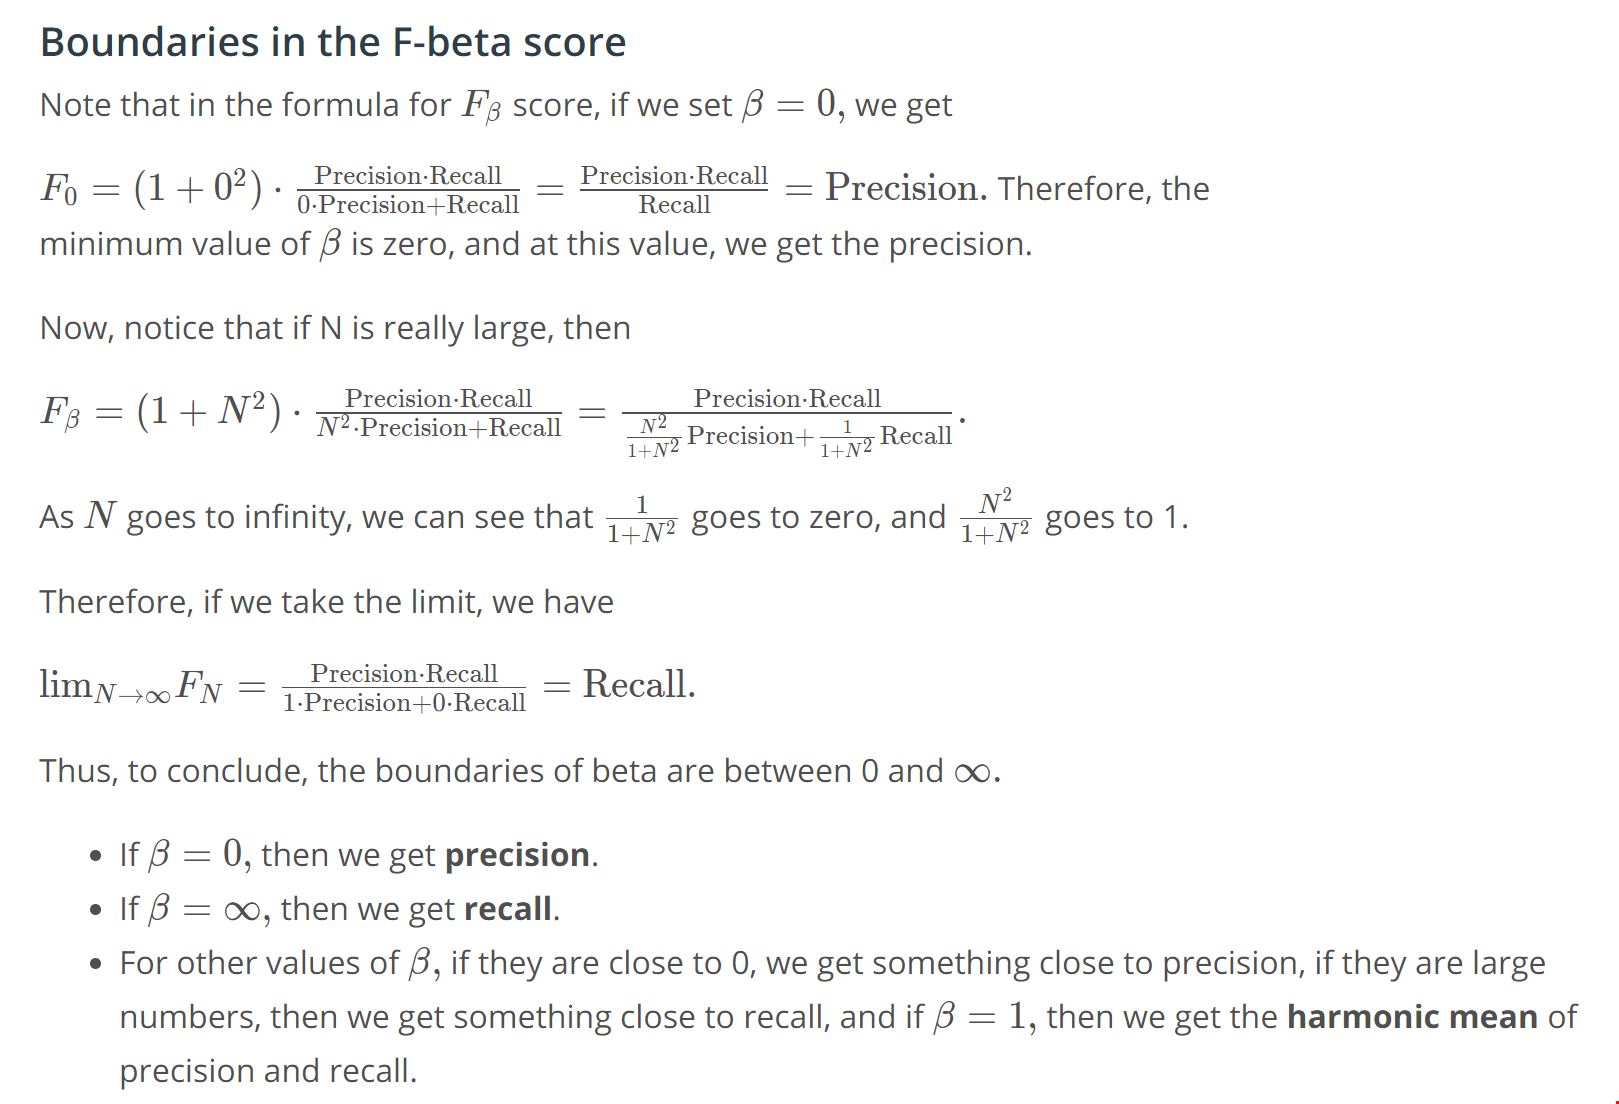 Boundaries in the F-beta score
Note that in the formula for $F_\beta$ score, if we set $\beta = 0,$ we get
$F_0 = (1 + 0^2) \cdot \frac{\text{Precision} \cdot \text{Recall}}{0 \cdot \text{Precision} + \text{Recall}} = \frac{\text{Precision} \cdot \text{Recall}}{\text{Recall}} = \text{Precision}.$ Therefore, the
minimum value of $\beta$ is zero, and at this value, we get the precision.
Now, notice that if N is really large, then
$F_\beta = (1 + N^2) \cdot \frac{\text{Precision} \cdot \text{Recall}}{N^2 \cdot \text{Precision} + \text{Recall}} = \frac{\text{Precision} \cdot \text{Recall}}{\frac{N^2}{1+N^2} \text{Precision} + \frac{1}{1+N^2} \text{Recall}}.$
As $N$ goes to infinity, we can see that $\frac{1}{1+N^2}$ goes to zero, and $\frac{N^2}{1+N^2}$ goes to 1.
Therefore, if we take the limit, we have
$\lim_{N \to \infty} F_N = \frac{\text{Precision} \cdot \text{Recall}}{1 \cdot \text{Precision} + 0 \cdot \text{Recall}} = \text{Recall}.$
Thus, to conclude, the boundaries of beta are between 0 and $\infty.$
• If $\beta = 0,$ then we get precision.
• If $\beta = \infty,$ then we get recall.
• For other values of $\beta,$ if they are close to 0, we get something close to precision, if they are large
numbers, then we get something close to recall, and if $\beta = 1,$ then we get the harmonic mean of
precision and recall.